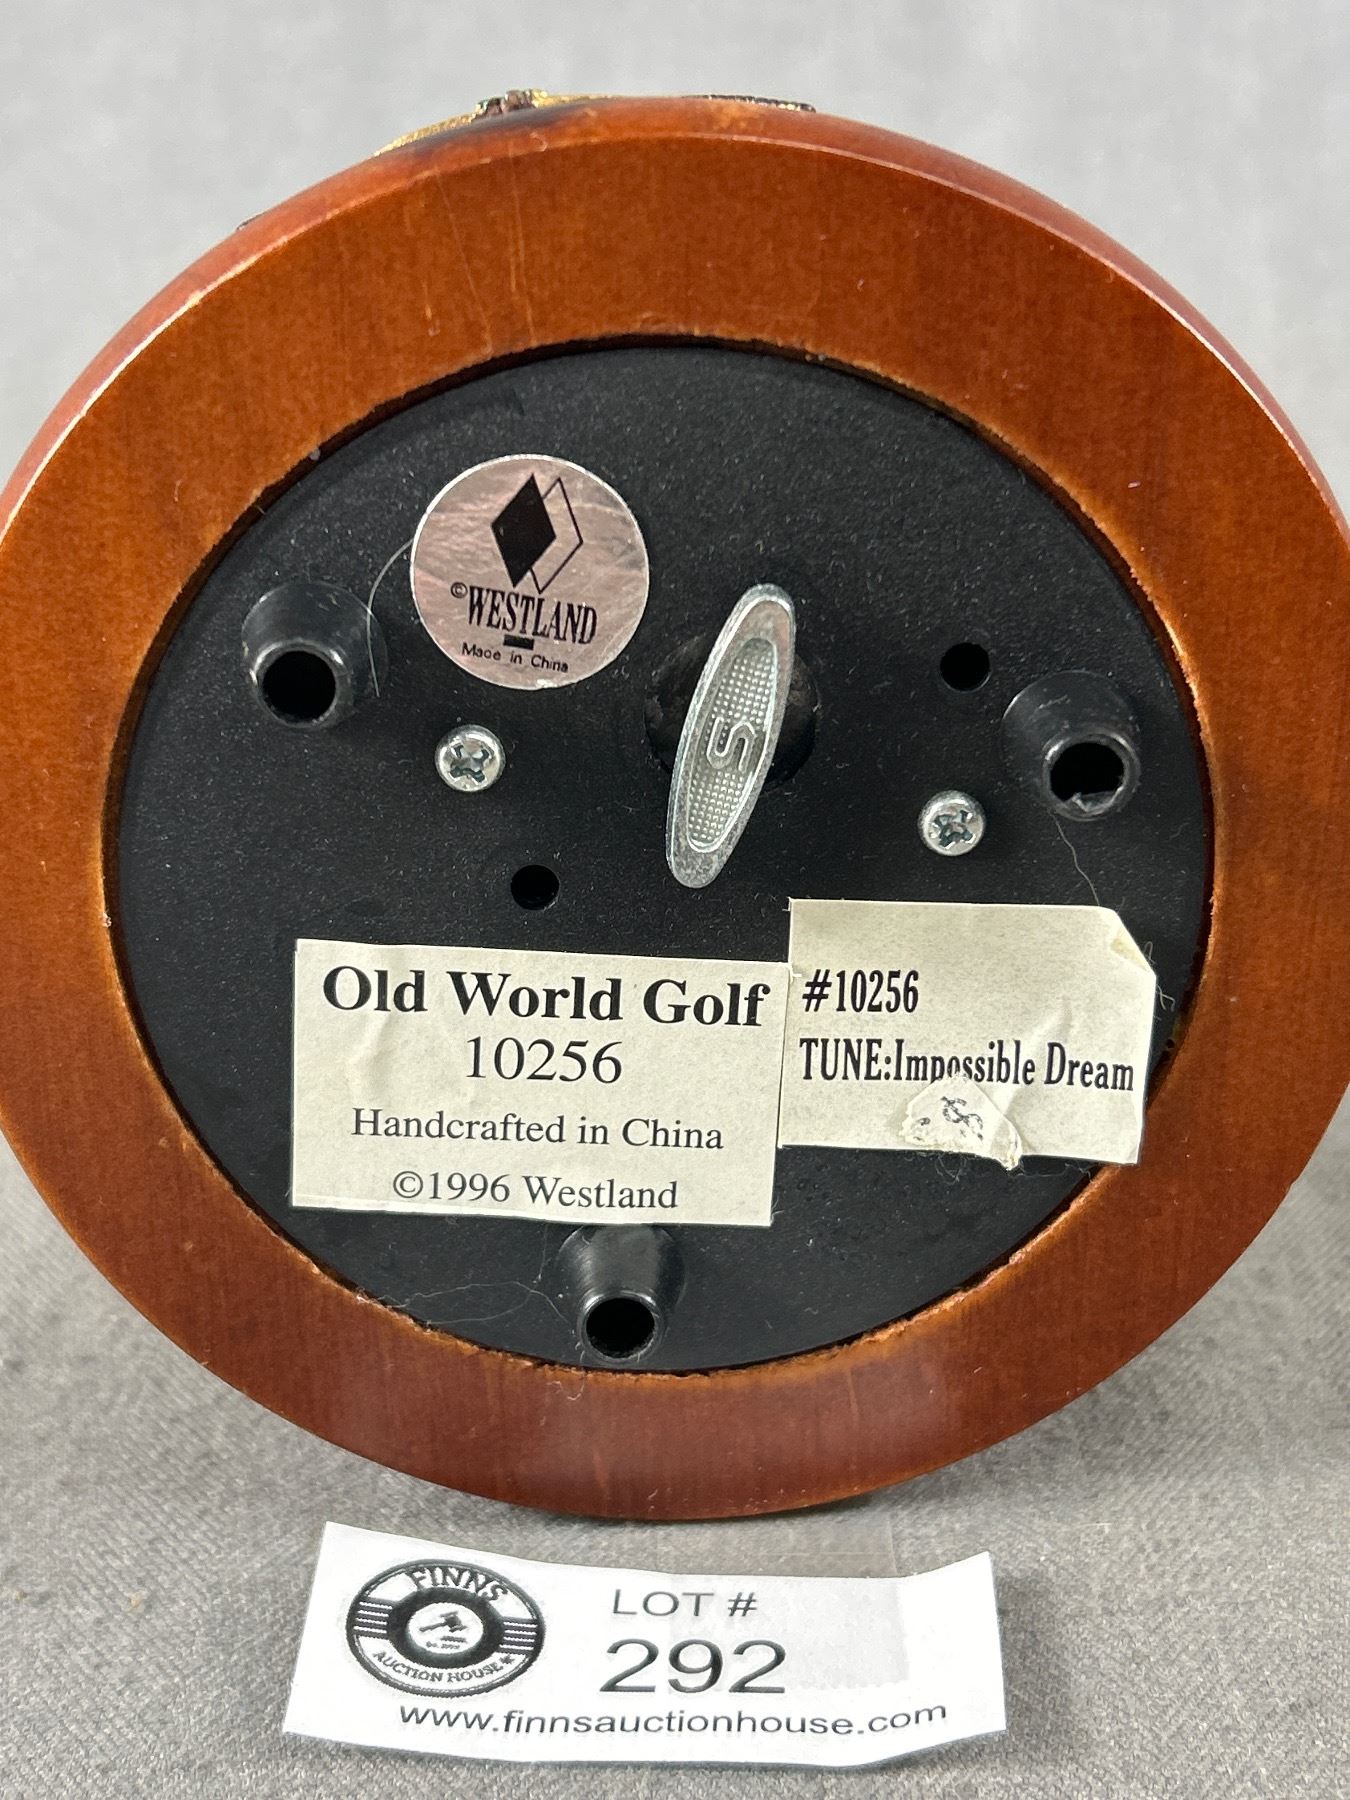 ©WESTLAND
Made in China
S
Old World Golf
10256
Handcrafted in China
©1996 Westland
#10256
TUNE:Impossible Dream
FINNS
AUCTION HOUSE
LOT #
292
www.finnsauctionhouse.com